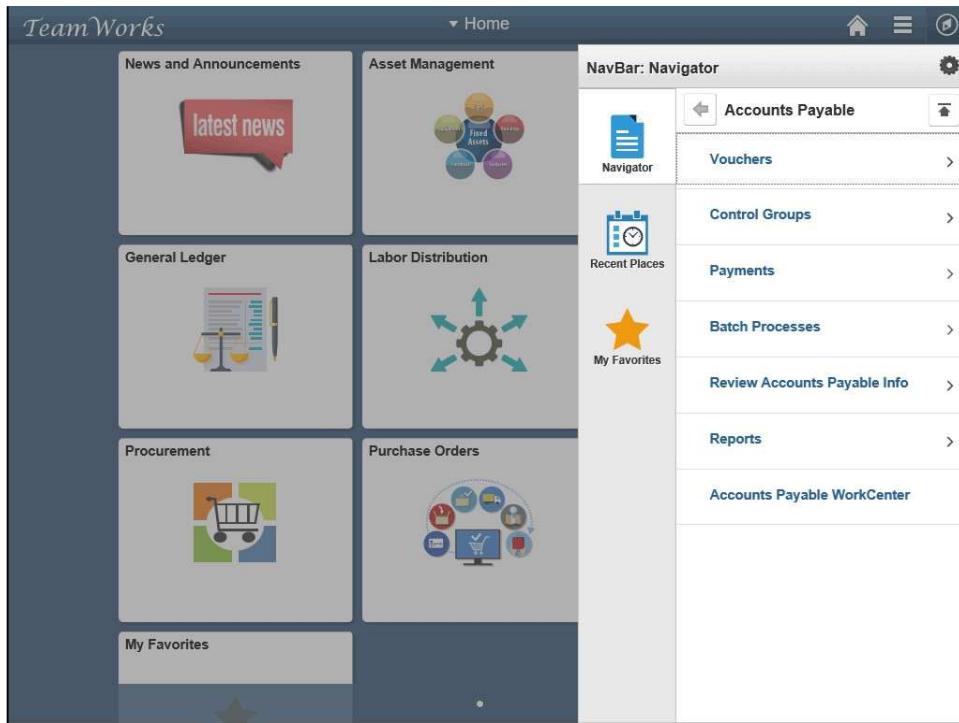 TeamWorks
Home
News and Announcements
latest news
Asset Management
Fixed
Assets
General Ledger
Labor Distribution
Procurement
Purchase Orders
My Favorites
NavBar: Navigator
Navigator
Recent Places
My Favorites
Accounts Payable
Vouchers
Control Groups
Payments
Batch Processes
Review Accounts Payable Info
Reports
Accounts Payable WorkCenter